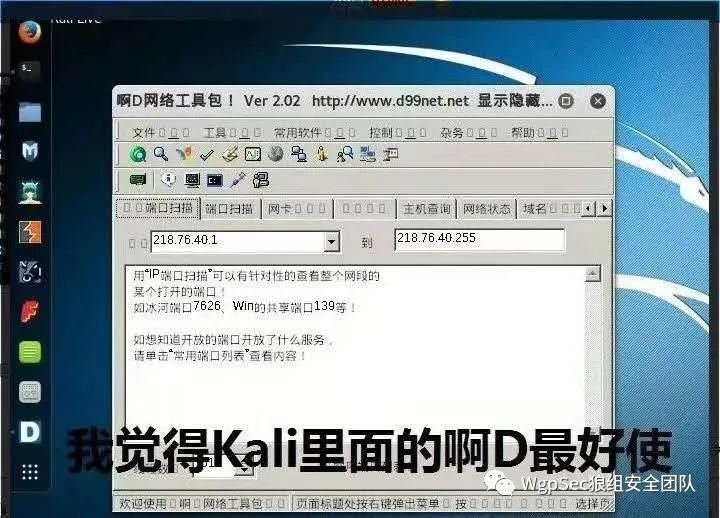 Kali Live
啊D网络工具包！ Ver 2.02 http://www.d99net.net 显示隐藏...
文件 工具 常用软件 控制 杂务 帮助
端口扫描 端口扫描 网卡 主机查询 网络状态 域名
218.76.40.1 到 218.76.40.255
用"IP端口扫描"可以有针对性的查看整个网段的
某个打开的端口！
如冰河端口7626、Win的共享端口139等！
如想知道开放的端口开放了什么服务，
请单击"常用端口列表"查看内容！
我觉得Kali里面的啊D最好使
WgpSec狼组安全团队
欢迎使用 啊 网络工具包 页面标题处按右键弹出菜单 按 选择